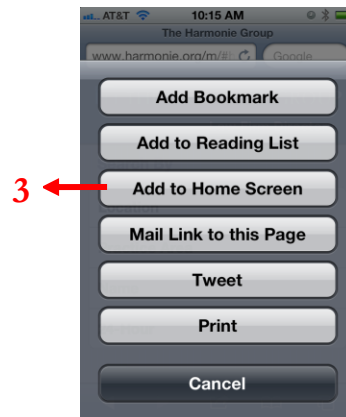 AT&T 10:15 AM
The Harmonie Group
www.harmonie.org/m/#: Google
Add Bookmark
Add to Reading List
3 Add to Home Screen
Mail Link to this Page
Tweet
Print
Cancel